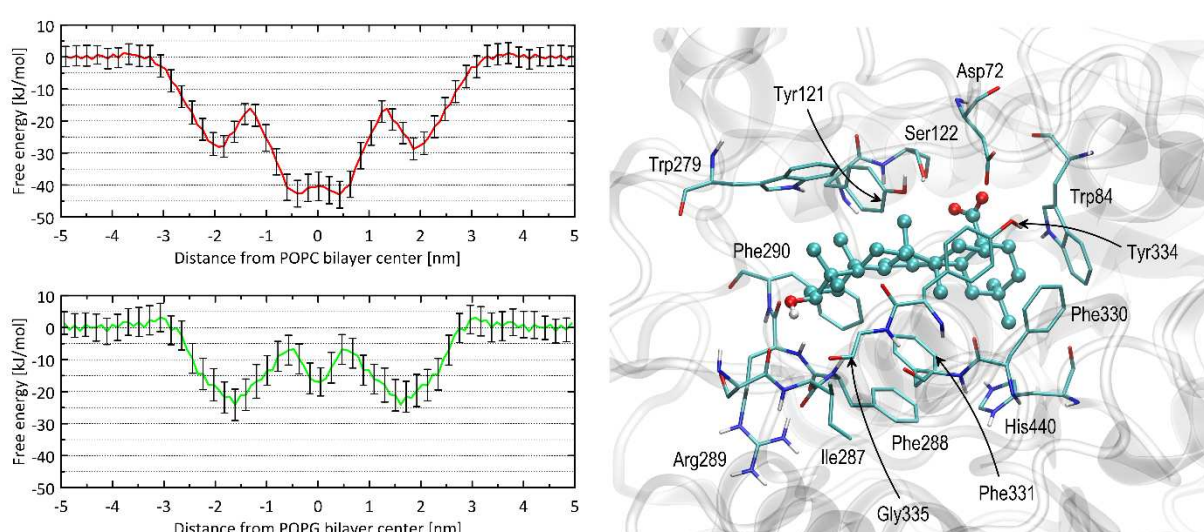 Free energy [kJ/mol]
10
0
-10
-20
-30
-40
-50
-5 -4 -3 -2 -1 0 1 2 3 4 5
Distance from POPC bilayer center [nm]
Free energy [kJ/mol]
10
0
-10
-20
-30
-40
-50
-5 -4 -3 -2 -1 0 1 2 3 4 5
Distance from POPG bilayer center [nm]
Asp72
Tyr121
Ser122
Trp279
Trp84
Tyr334
Phe290
Phe330
His440
Phe288
Arg289
Ile287
Phe331
Gly335